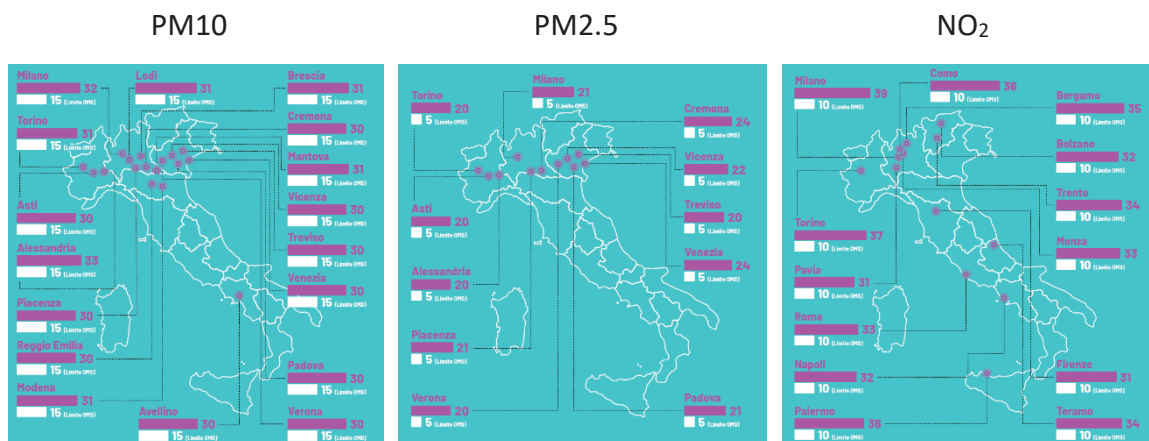 PM10
Milano
32
15 (Limite OMS)
Lodi
31
15 (Limite OMS)
Brescia
31
15 (Limite OMS)
Torino
31
15 (Limite OMS)
Cremona
30
15 (Limite OMS)
Mantova
31
15 (Limite OMS)
Asti
30
15 (Limite OMS)
Vicenza
30
15 (Limite OMS)
Alessandria
33
15 (Limite OMS)
Treviso
30
15 (Limite OMS)
Piacenza
30
15 (Limite OMS)
Venezia
30
15 (Limite OMS)
Reggio Emilia
30
15 (Limite OMS)
Padova
30
15 (Limite OMS)
Modena
31
15 (Limite OMS)
Avellino
30
15 (Limite OMS)
Verona
30
15 (Limite OMS)
PM2.5
Torino
20
5 (Limite OMS)
Milano
21
5 (Limite OMS)
Cremona
24
5 (Limite OMS)
Vicenza
22
5 (Limite OMS)
Asti
20
5 (Limite OMS)
Treviso
20
5 (Limite OMS)
Alessandria
20
5 (Limite OMS)
Venezia
24
5 (Limite OMS)
Piacenza
21
5 (Limite OMS)
Verona
20
5 (Limite OMS)
Padova
21
5 (Limite OMS)
NO₂
Milano
39
10 (Limite OMS)
Como
36
10 (Limite OMS)
Bergamo
35
10 (Limite OMS)
Bolzano
32
10 (Limite OMS)
Trento
34
10 (Limite OMS)
Torino
37
10 (Limite OMS)
Monza
33
10 (Limite OMS)
Pavia
31
10 (Limite OMS)
Roma
33
10 (Limite OMS)
Napoli
32
10 (Limite OMS)
Firenze
31
10 (Limite OMS)
Palermo
36
10 (Limite OMS)
Teramo
34
10 (Limite OMS)